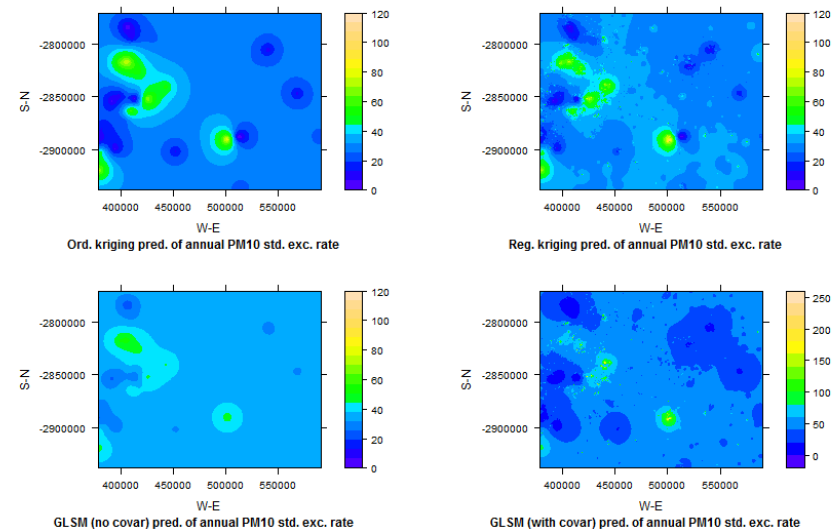 120
100
80
60
40
20
0
-2800000
-2850000
-2900000
S-N
400000 450000 500000 550000
W-E
Ord. kriging pred. of annual PM10 std. exc. rate
120
100
80
60
40
20
0
-2800000
-2850000
-2900000
S-N
400000 450000 500000 550000
W-E
Reg. kriging pred. of annual PM10 std. exc. rate
120
100
80
60
40
20
0
-2800000
-2850000
-2900000
S-N
400000 450000 500000 550000
W-E
GLSM (no covar) pred. of annual PM10 std. exc. rate
250
200
150
100
50
0
-2800000
-2850000
-2900000
S-N
400000 450000 500000 550000
W-E
GLSM (with covar) pred. of annual PM10 std. exc. rate